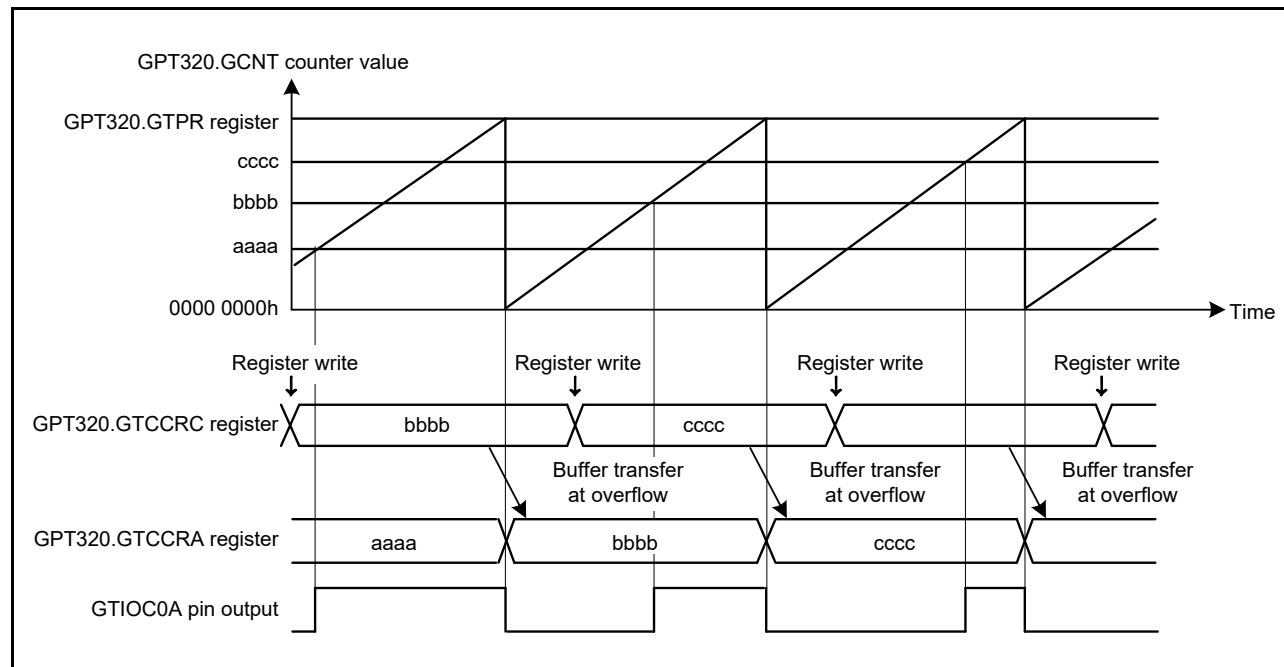 GPT320.GCNT counter value
GPT320.GTPR register
cccc
bbbb
aaaa
0000 0000h
Time
Register write
Register write
Register write
Register write
GPT320.GTCCRC register
bbbb
cccc
Buffer transfer
at overflow
Buffer transfer
at overflow
Buffer transfer
at overflow
GPT320.GTCCRA register
aaaa
bbbb
cccc
GTIOC0A pin output